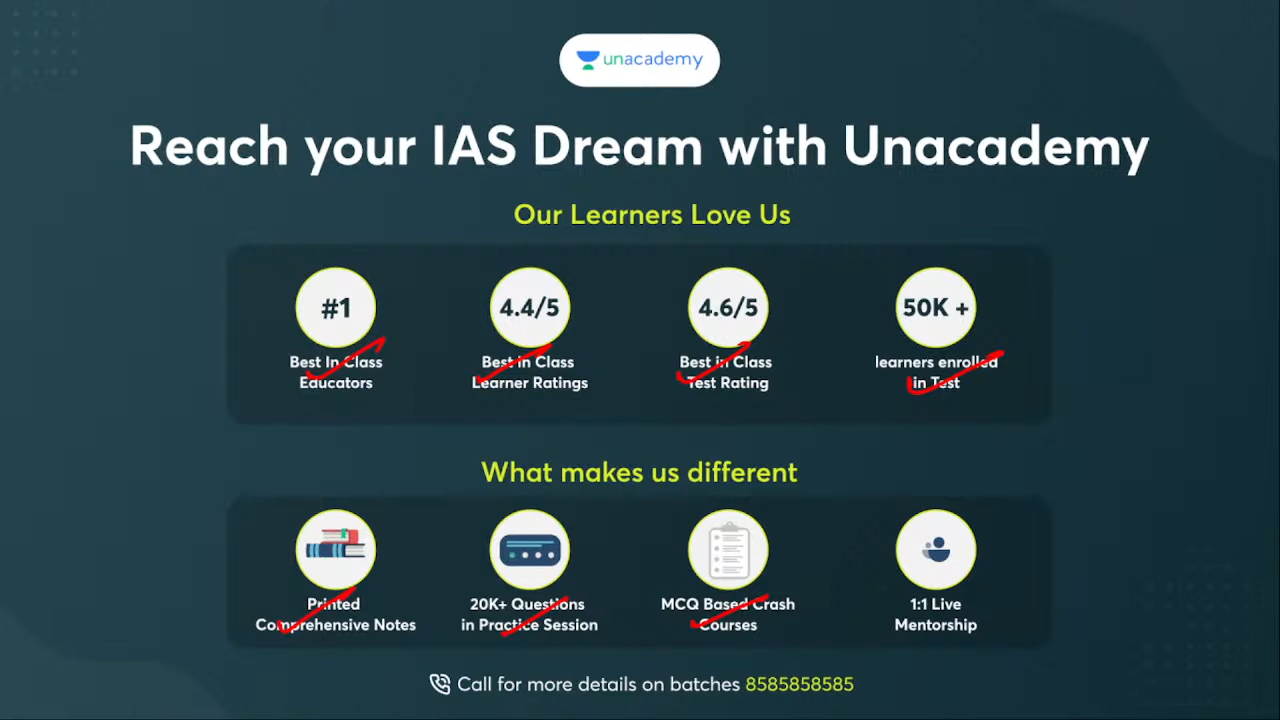 unacademy
Reach your IAS Dream with Unacademy
Our Learners Love Us
#1
Best In Class
Educators
4.4/5
Best in Class
Learner Ratings
4.6/5
Best in Class
Test Rating
50K +
learners enrolled
in Test
What makes us different
Printed
Comprehensive Notes
20K+ Questions
in Practice Session
MCQ Based Crash
Courses
1:1 Live
Mentorship
Call for more details on batches 8585858585